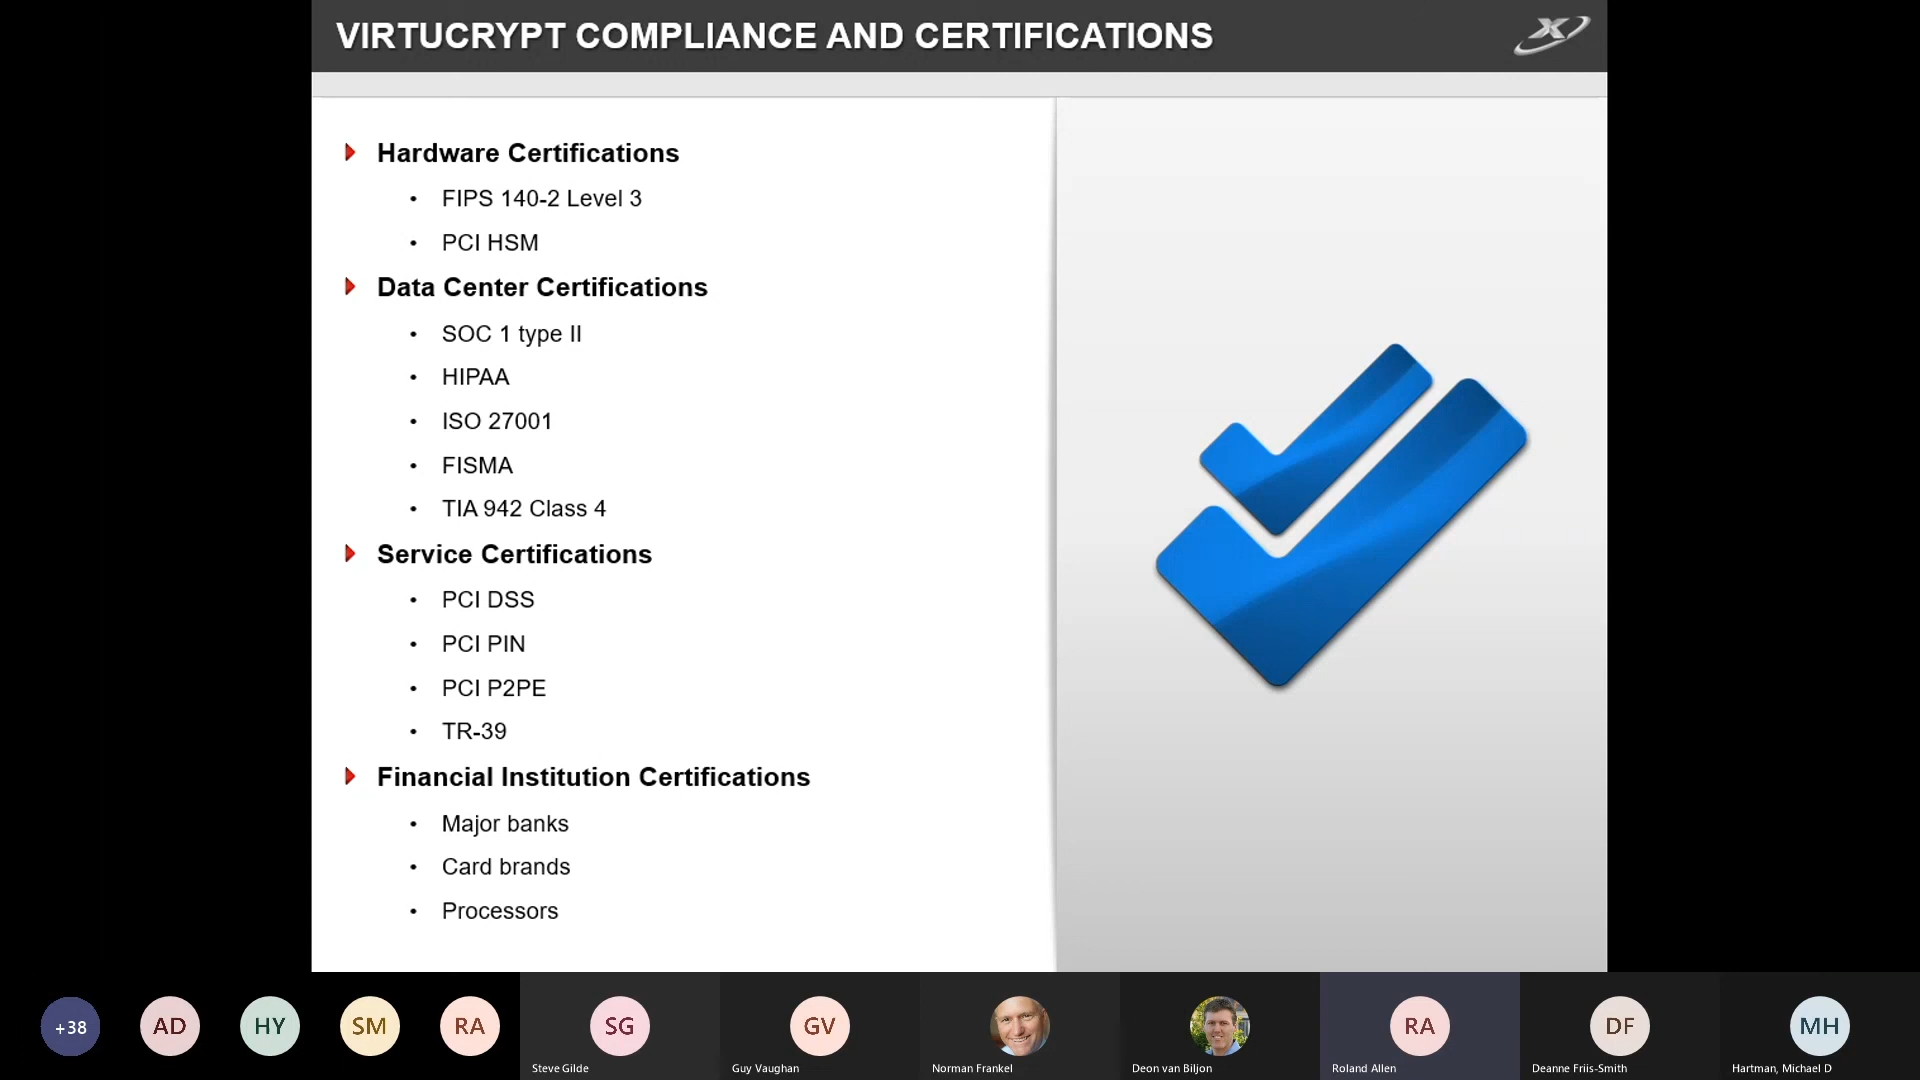 VIRTUCRYPT COMPLIANCE AND CERTIFICATIONS
X
Hardware Certifications
• FIPS 140-2 Level 3
• PCI HSM
Data Center Certifications
• SOC 1 type II
• HIPAA
• ISO 27001
• FISMA
• TIA 942 Class 4
Service Certifications
• PCI DSS
• PCI PIN
• PCI P2PE
• TR-39
Financial Institution Certifications
• Major banks
• Card brands
• Processors
+38 AD HY SM RA SG GV RA DF MH
Steve Gilde Guy Vaughan Norman Frankel Deon van Biljon Roland Allen Deanne Friis-Smith Hartman, Michael D